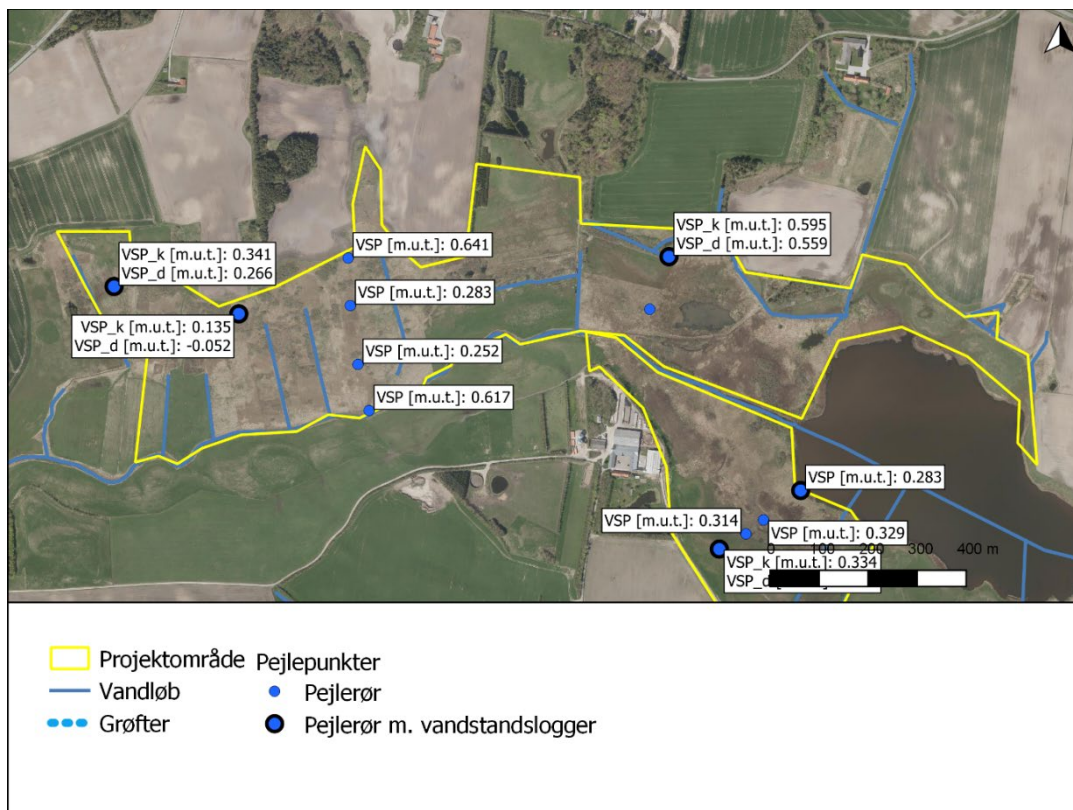 VSP_k [m.u.t.]: 0.341
VSP_d [m.u.t.]: 0.266
VSP [m.u.t.]: 0.641
VSP_k [m.u.t.]: 0.595
VSP_d [m.u.t.]: 0.559
VSP [m.u.t.]: 0.283
VSP_k [m.u.t.]: 0.135
VSP_d [m.u.t.]: -0.052
VSP [m.u.t.]: 0.252
VSP [m.u.t.]: 0.617
VSP [m.u.t.]: 0.283
VSP [m.u.t.]: 0.314
VSP [m.u.t.]: 0.329
0 100 200 300 400 m
VSP_k [m.u.t.]: 0.334
VSP_d
Projektområde
Vandløb
Grøfter
Pejlepunkter
Pejlerør
Pejlerør m. vandstandslogger